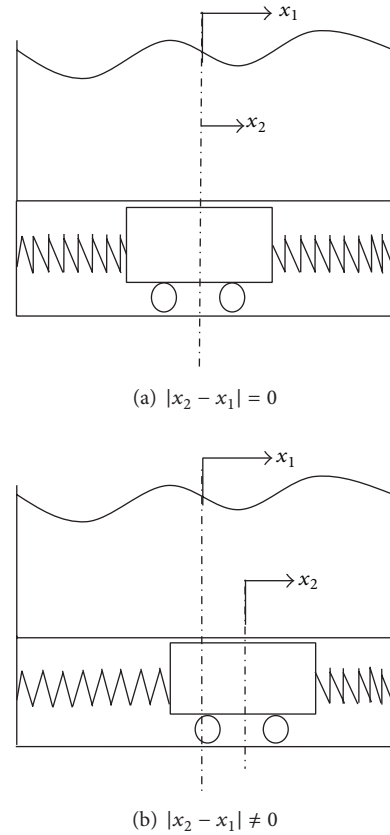 x₁
x₂
(a) |x₂ − x₁| = 0
x₁
x₂
(b) |x₂ − x₁| ≠ 0